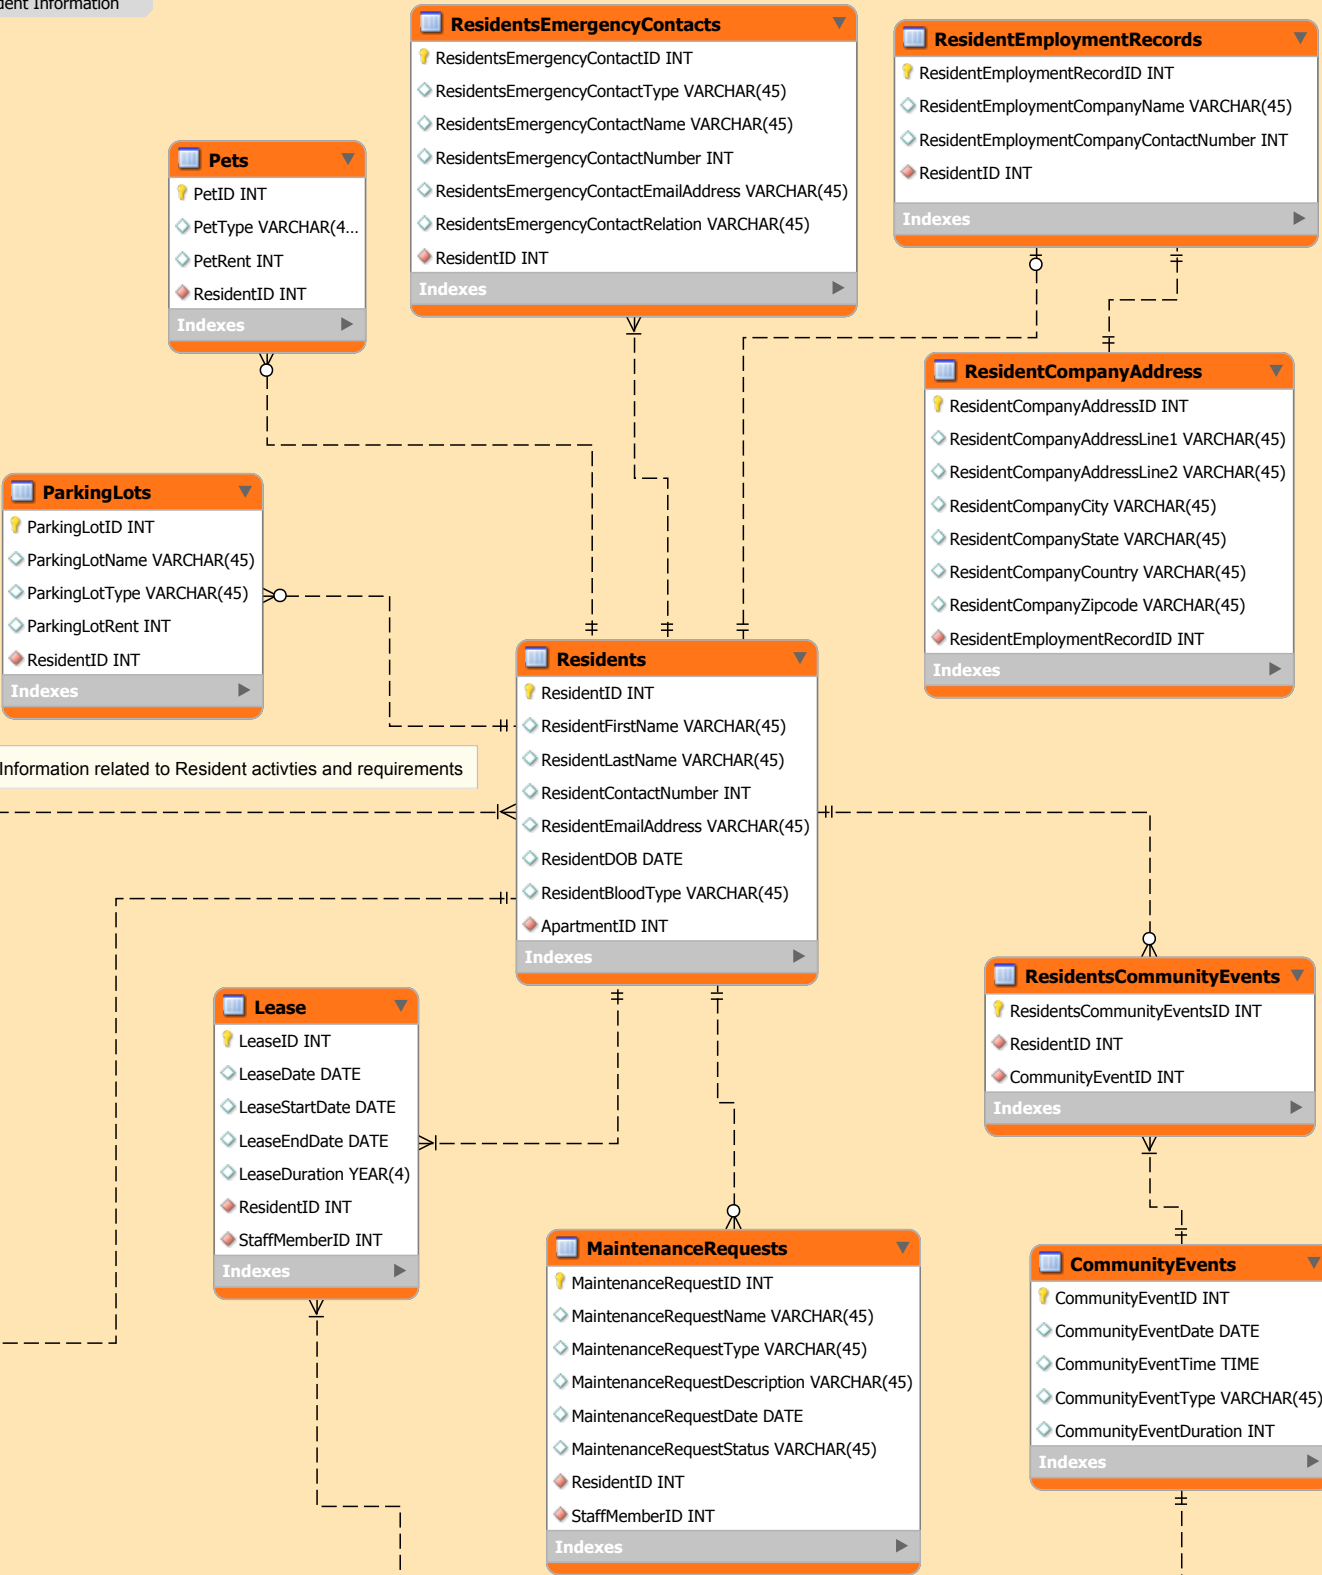 dent Information
ResidentsEmergencyContacts
ResidentsEmergencyContactID INT
ResidentsEmergencyContactType VARCHAR(45)
ResidentsEmergencyContactName VARCHAR(45)
ResidentsEmergencyContactNumber INT
ResidentsEmergencyContactEmailAddress VARCHAR(45)
ResidentsEmergencyContactRelation VARCHAR(45)
ResidentID INT
Indexes
ResidentEmploymentRecords
ResidentEmploymentRecordID INT
ResidentEmploymentCompanyName VARCHAR(45)
ResidentEmploymentCompanyContactNumber INT
ResidentID INT
Indexes
Pets
PetID INT
PetType VARCHAR(4...
PetRent INT
ResidentID INT
Indexes
ResidentCompanyAddress
ResidentCompanyAddressID INT
ResidentCompanyAddressLine1 VARCHAR(45)
ResidentCompanyAddressLine2 VARCHAR(45)
ResidentCompanyCity VARCHAR(45)
ResidentCompanyState VARCHAR(45)
ResidentCompanyCountry VARCHAR(45)
ResidentCompanyZipcode VARCHAR(45)
ResidentEmploymentRecordID INT
Indexes
ParkingLots
ParkingLotID INT
ParkingLotName VARCHAR(45)
ParkingLotType VARCHAR(45)
ParkingLotRent INT
ResidentID INT
Indexes
Residents
ResidentID INT
ResidentFirstName VARCHAR(45)
ResidentLastName VARCHAR(45)
ResidentContactNumber INT
ResidentEmailAddress VARCHAR(45)
ResidentDOB DATE
ResidentBloodType VARCHAR(45)
ApartmentID INT
Indexes
Information related to Resident activties and requirements
Lease
LeaseID INT
LeaseDate DATE
LeaseStartDate DATE
LeaseEndDate DATE
LeaseDuration YEAR(4)
ResidentID INT
StaffMemberID INT
Indexes
ResidentsCommunityEvents
ResidentsCommunityEventsID INT
ResidentID INT
CommunityEventID INT
Indexes
MaintenanceRequests
MaintenanceRequestID INT
MaintenanceRequestName VARCHAR(45)
MaintenanceRequestType VARCHAR(45)
MaintenanceRequestDescription VARCHAR(45)
MaintenanceRequestDate DATE
MaintenanceRequestStatus VARCHAR(45)
ResidentID INT
StaffMemberID INT
Indexes
CommunityEvents
CommunityEventID INT
CommunityEventDate DATE
CommunityEventTime TIME
CommunityEventType VARCHAR(45)
CommunityEventDuration INT
Indexes